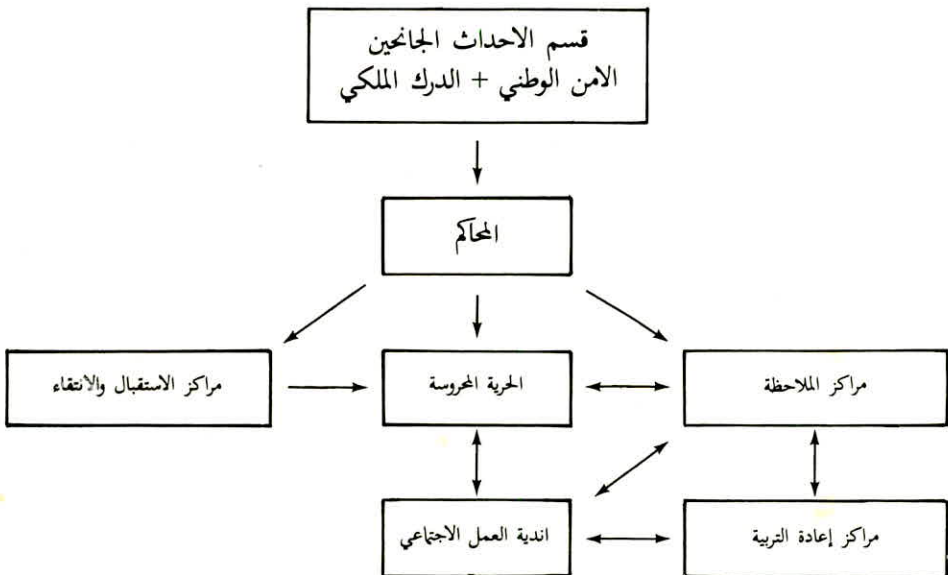 قسم الاحداث الجانحين
الامن الوطني + الدرك الملكي
المحاكم
مراكز الملاحظة
الحرية المحروسة
مراكز الاستقبال والانتقاء
مراكز إعادة التربية
اندية العمل الاجتماعي